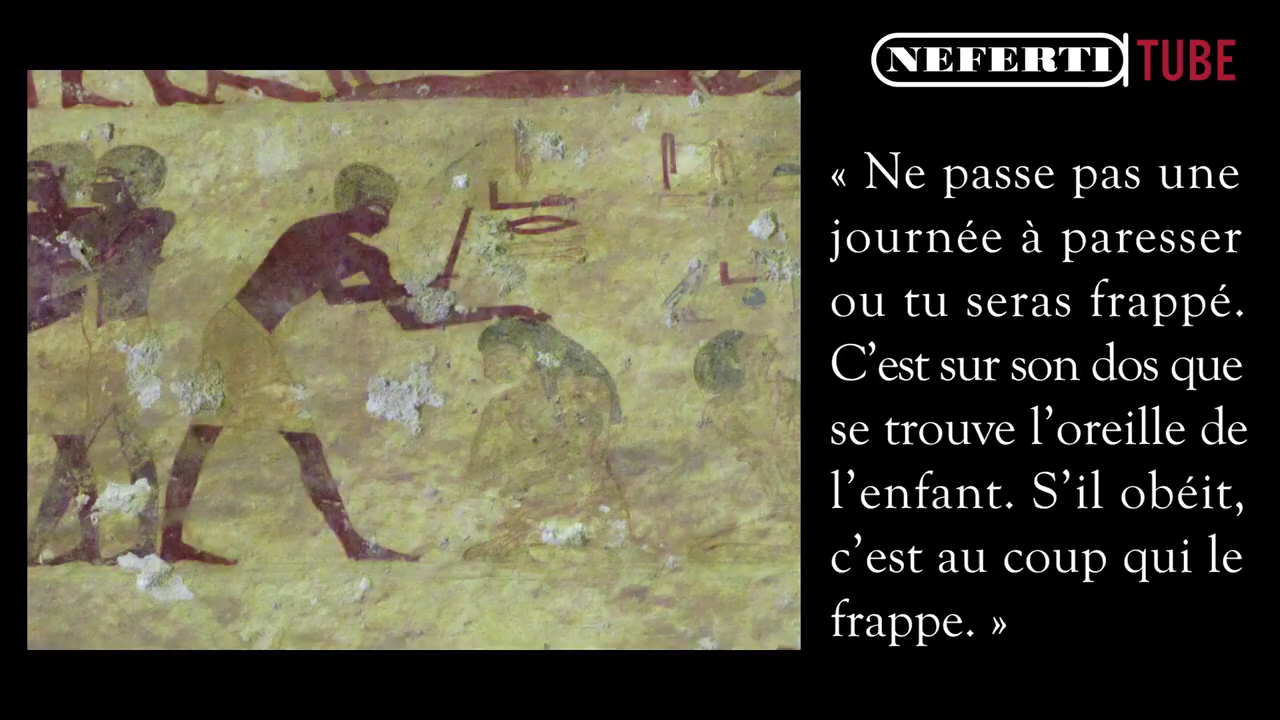 NEFERTITUBE
« Ne passe pas une
journée à paresser
ou tu seras frappé.
C’est sur son dos que
se trouve l’oreille de
l’enfant. S’il obéit,
c’est au coup qui le
frappe. »